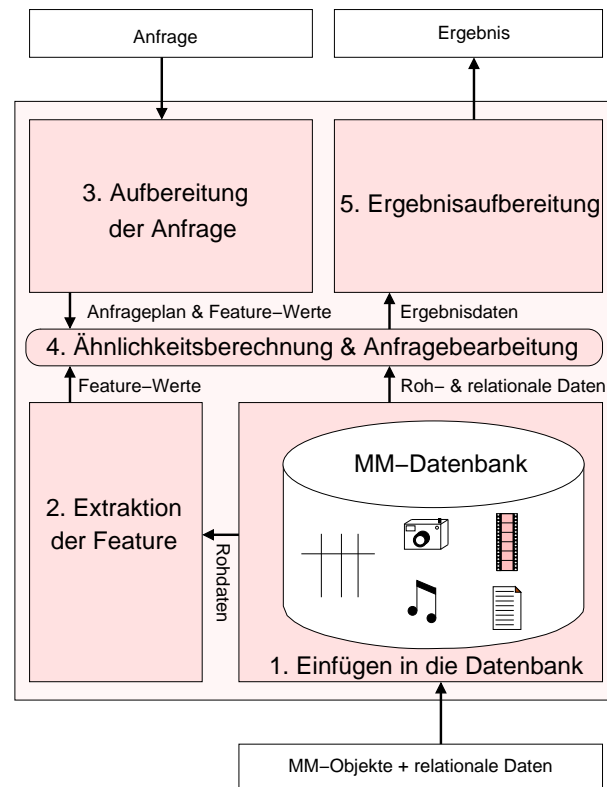 Anfrage
Ergebnis
3. Aufbereitung
der Anfrage
5. Ergebnisaufbereitung
Anfrageplan & Feature−Werte
Ergebnisdaten
4. Ähnlichkeitsberechnung & Anfragebearbeitung
Feature−Werte
Roh− & relationale Daten
MM−Datenbank
2. Extraktion
der Feature
Rohdaten
1. Einfügen in die Datenbank
MM−Objekte + relationale Daten